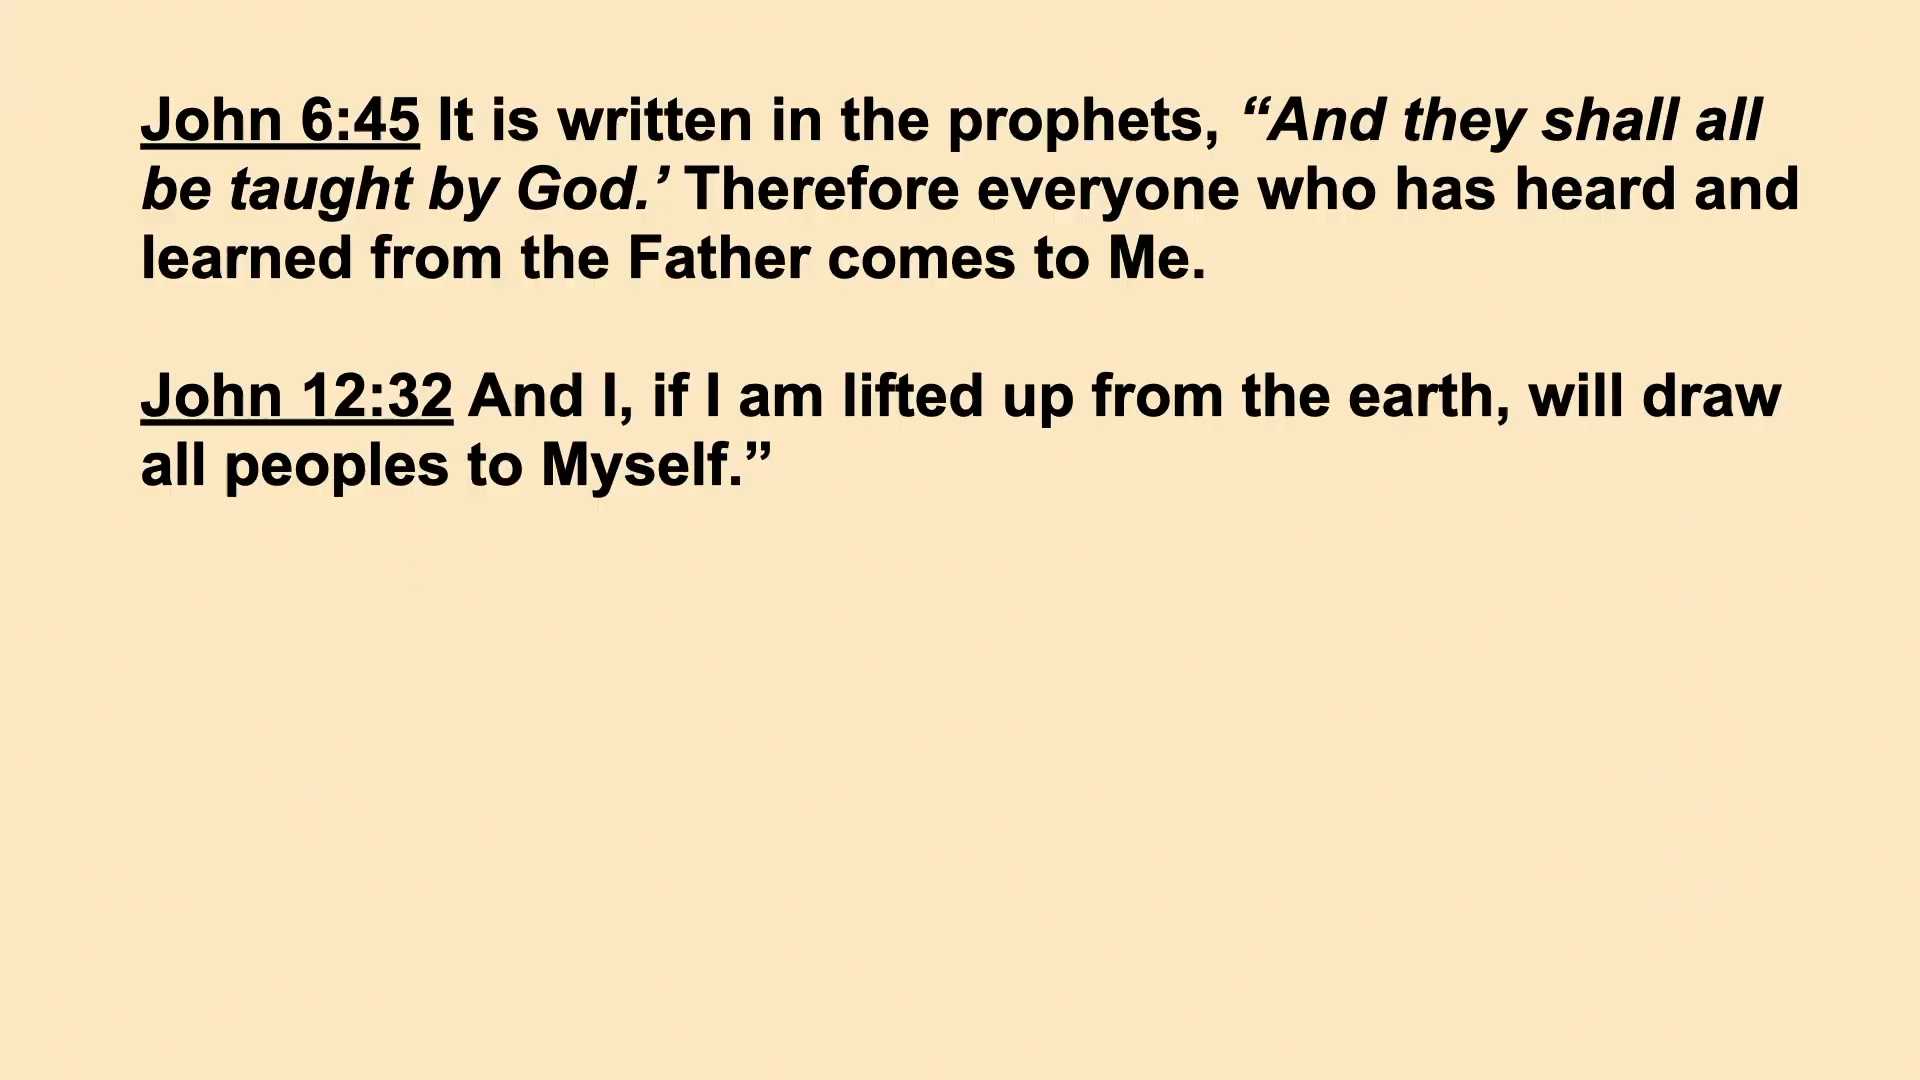 John 6:45 It is written in the prophets, “And they shall all
be taught by God.’ Therefore everyone who has heard and
learned from the Father comes to Me.
John 12:32 And I, if I am lifted up from the earth, will draw
all peoples to Myself.”